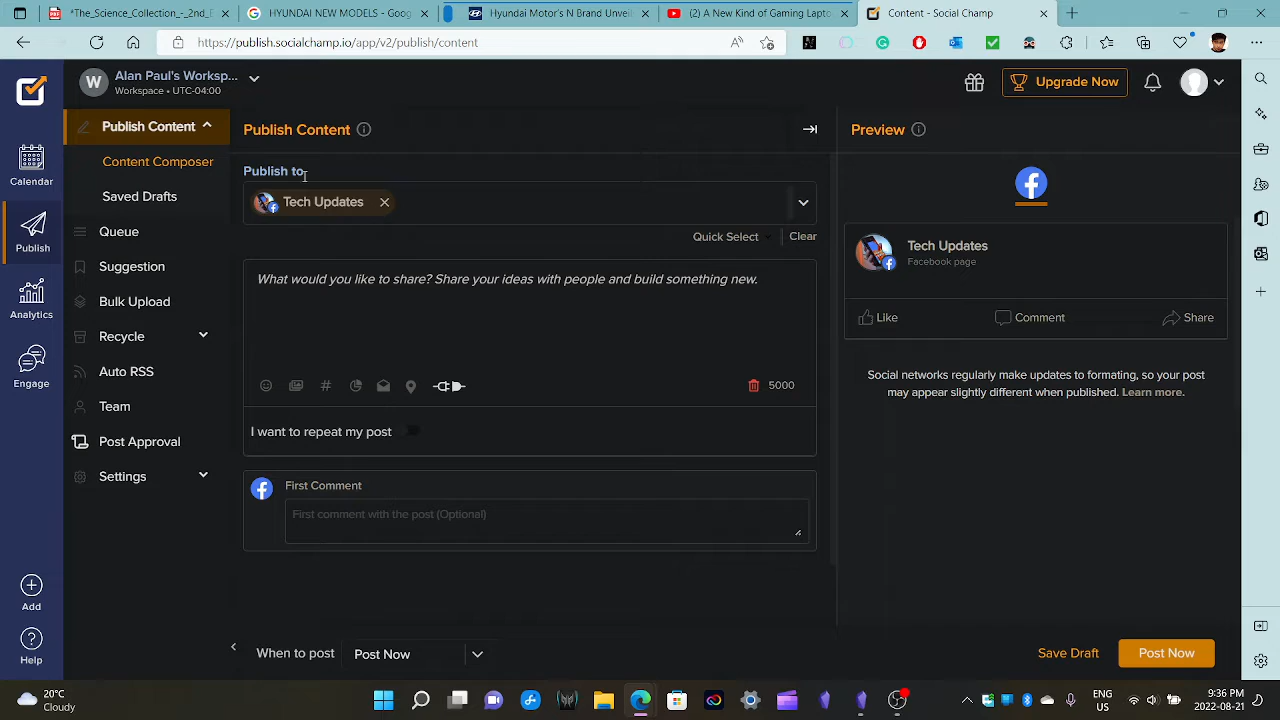 *The_Science_Collection_-_2nd_E
HYUNDAI NEW MODELS - Goo
Hyundai Motor's N Brand Unveil
(2) A New Kind of Gaming Lapto
Content - Social Champ
https://publish.socialchamp.io/app/v2/publish/content
W
Alan Paul's Worksp...
Workspace • UTC-04:00
Upgrade Now
Publish Content
Content Composer
Saved Drafts
Queue
Suggestion
Bulk Upload
Recycle
Auto RSS
Team
Post Approval
Settings
Calendar
Publish
Analytics
Engage
Add
Help
Publish Content
Publish to
Tech Updates
Quick Select
Clear
What would you like to share? Share your ideas with people and build something new.
5000
I want to repeat my post
First Comment
First comment with the post (Optional)
When to post
Post Now
Save Draft
Post Now
Preview
Tech Updates
Facebook page
Like
Comment
Share
Social networks regularly make updates to formating, so your post
may appear slightly different when published. Learn more.
20°C
Cloudy
ENG
US
9:36 PM
2022-08-21